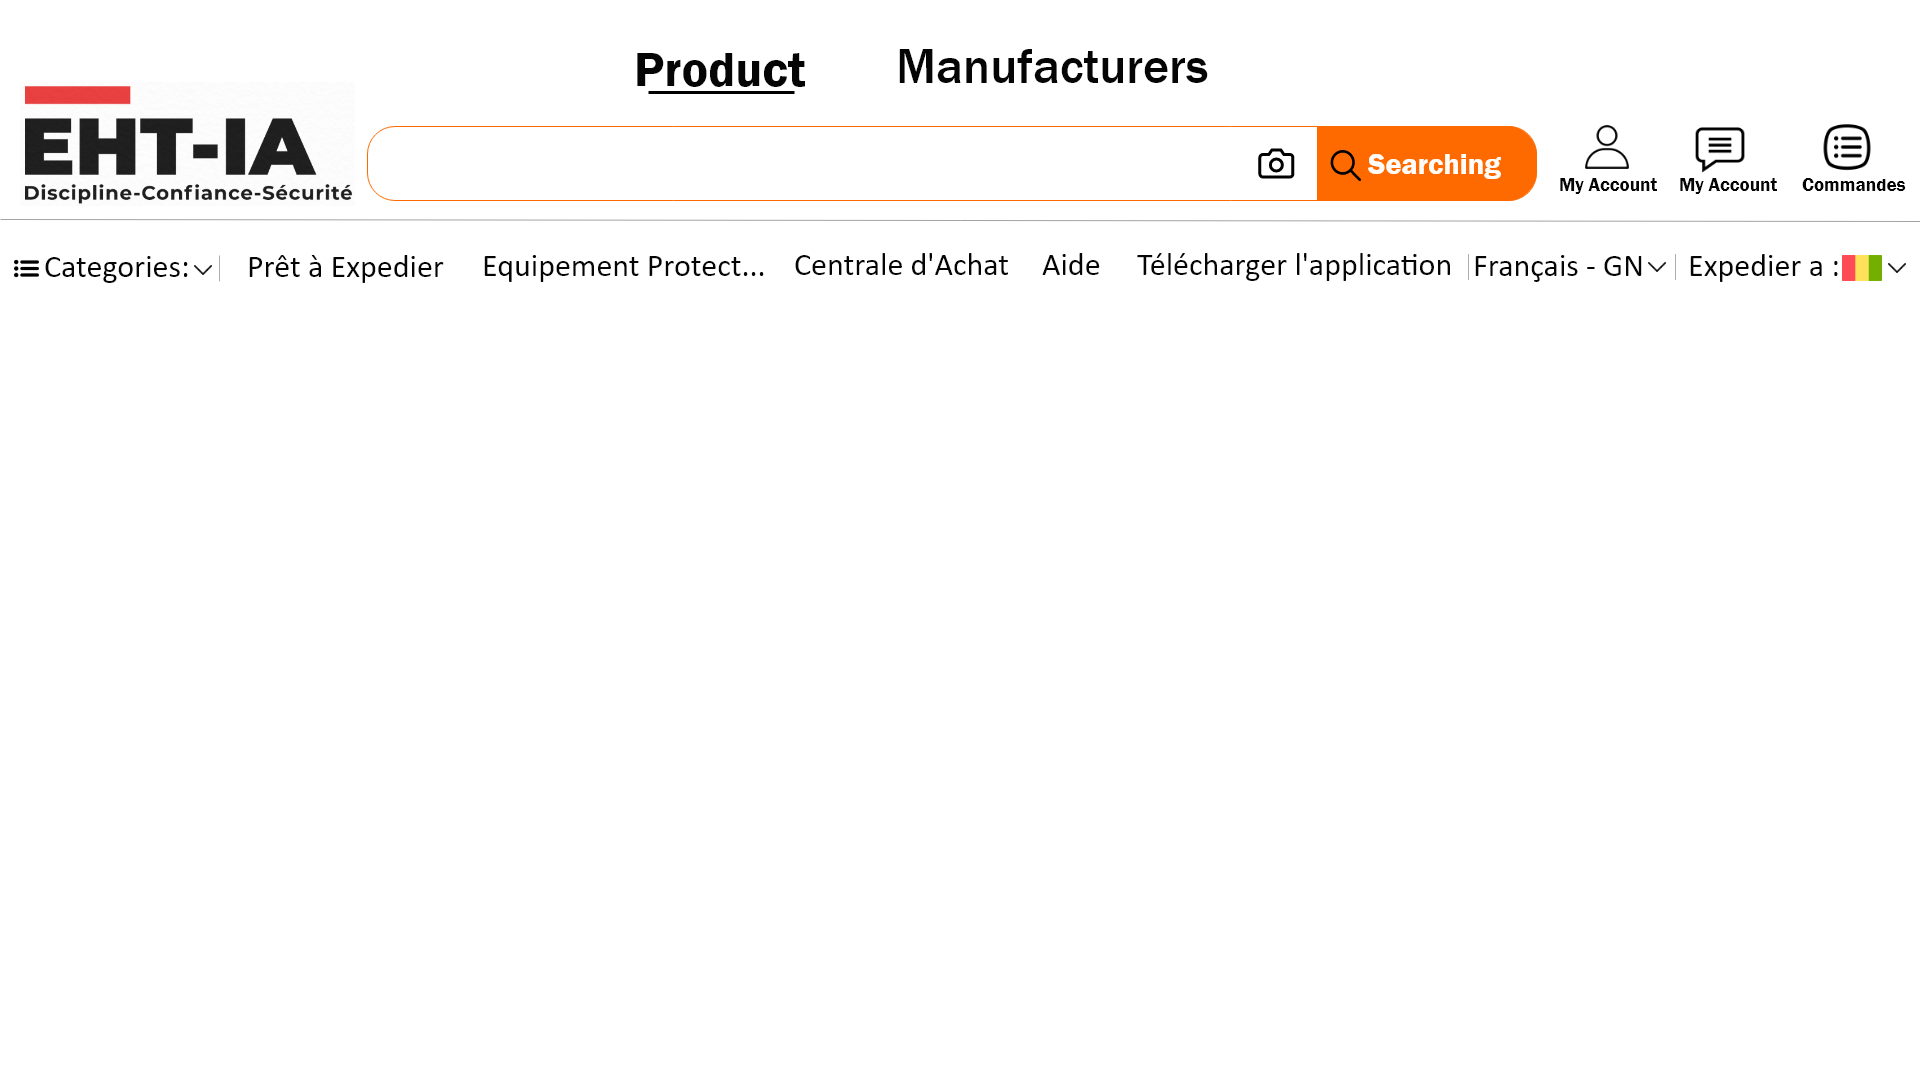 Product
Manufacturers
EHT-IA
Discipline-Confiance-Sécurité
Searching
My Account
My Account
Commandes
Categories:
Prêt à Expedier
Equipement Protect...
Centrale d'Achat
Aide
Télécharger l'application
Français - GN
Expedier a :